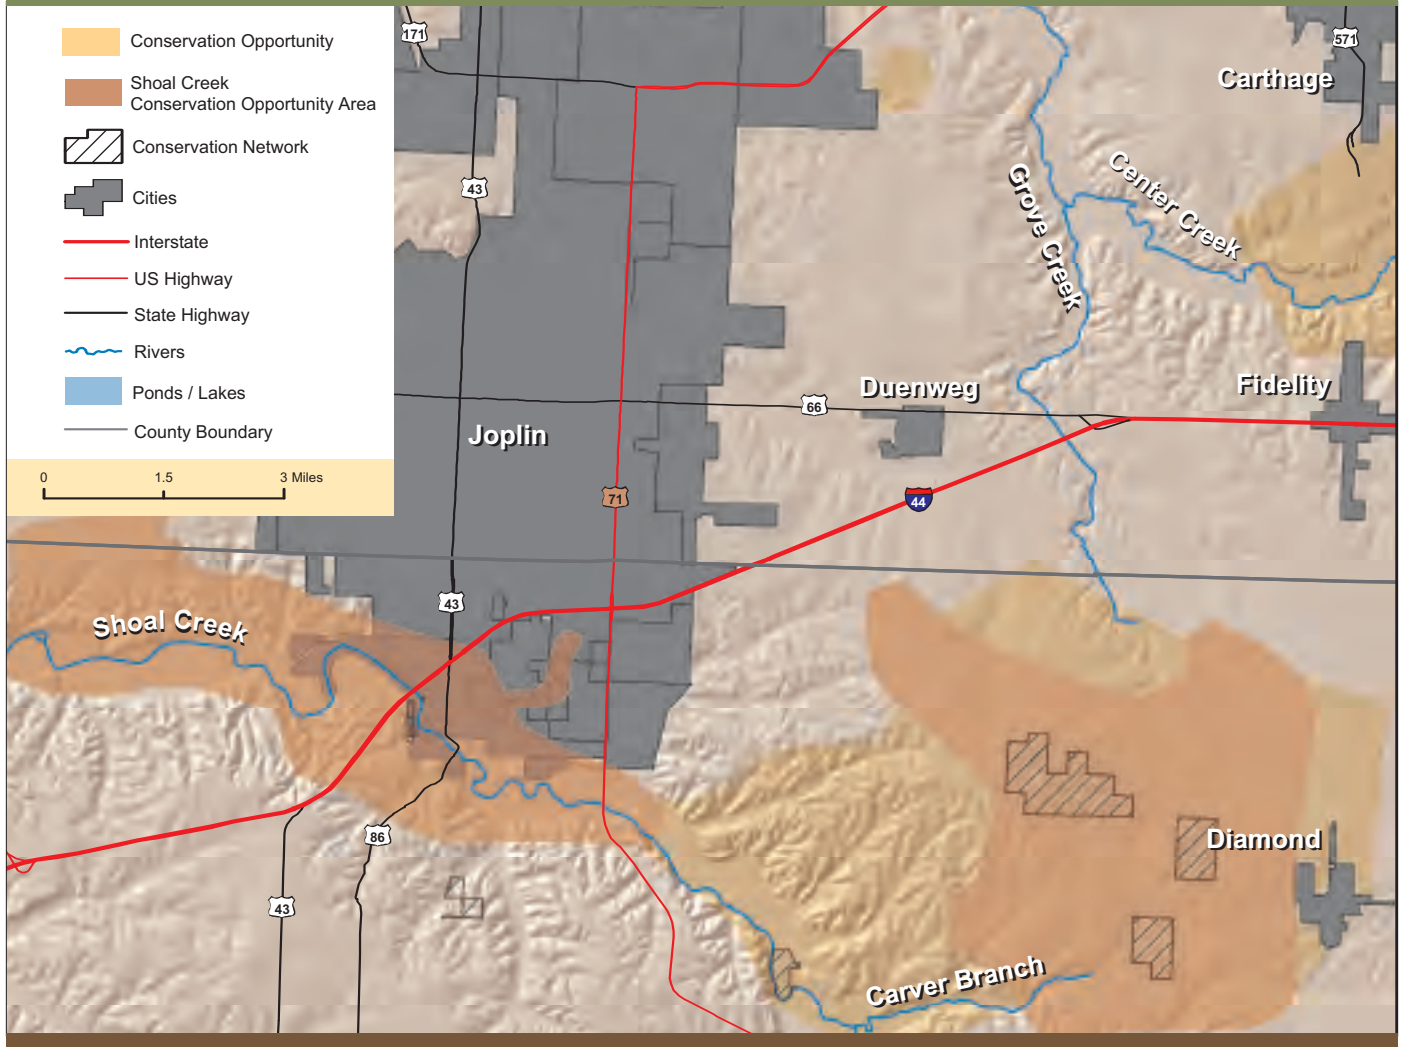 Conservation Opportunity
Shoal Creek
Conservation Opportunity Area
Conservation Network
Cities
Interstate
US Highway
State Highway
Rivers
Ponds / Lakes
County Boundary
0 1.5 3 Miles
171
571
Carthage
43
Center Creek
Grove Creek
Duenweg
Fidelity
66
Joplin
71
44
43
Shoal Creek
86
Diamond
43
Carver Branch